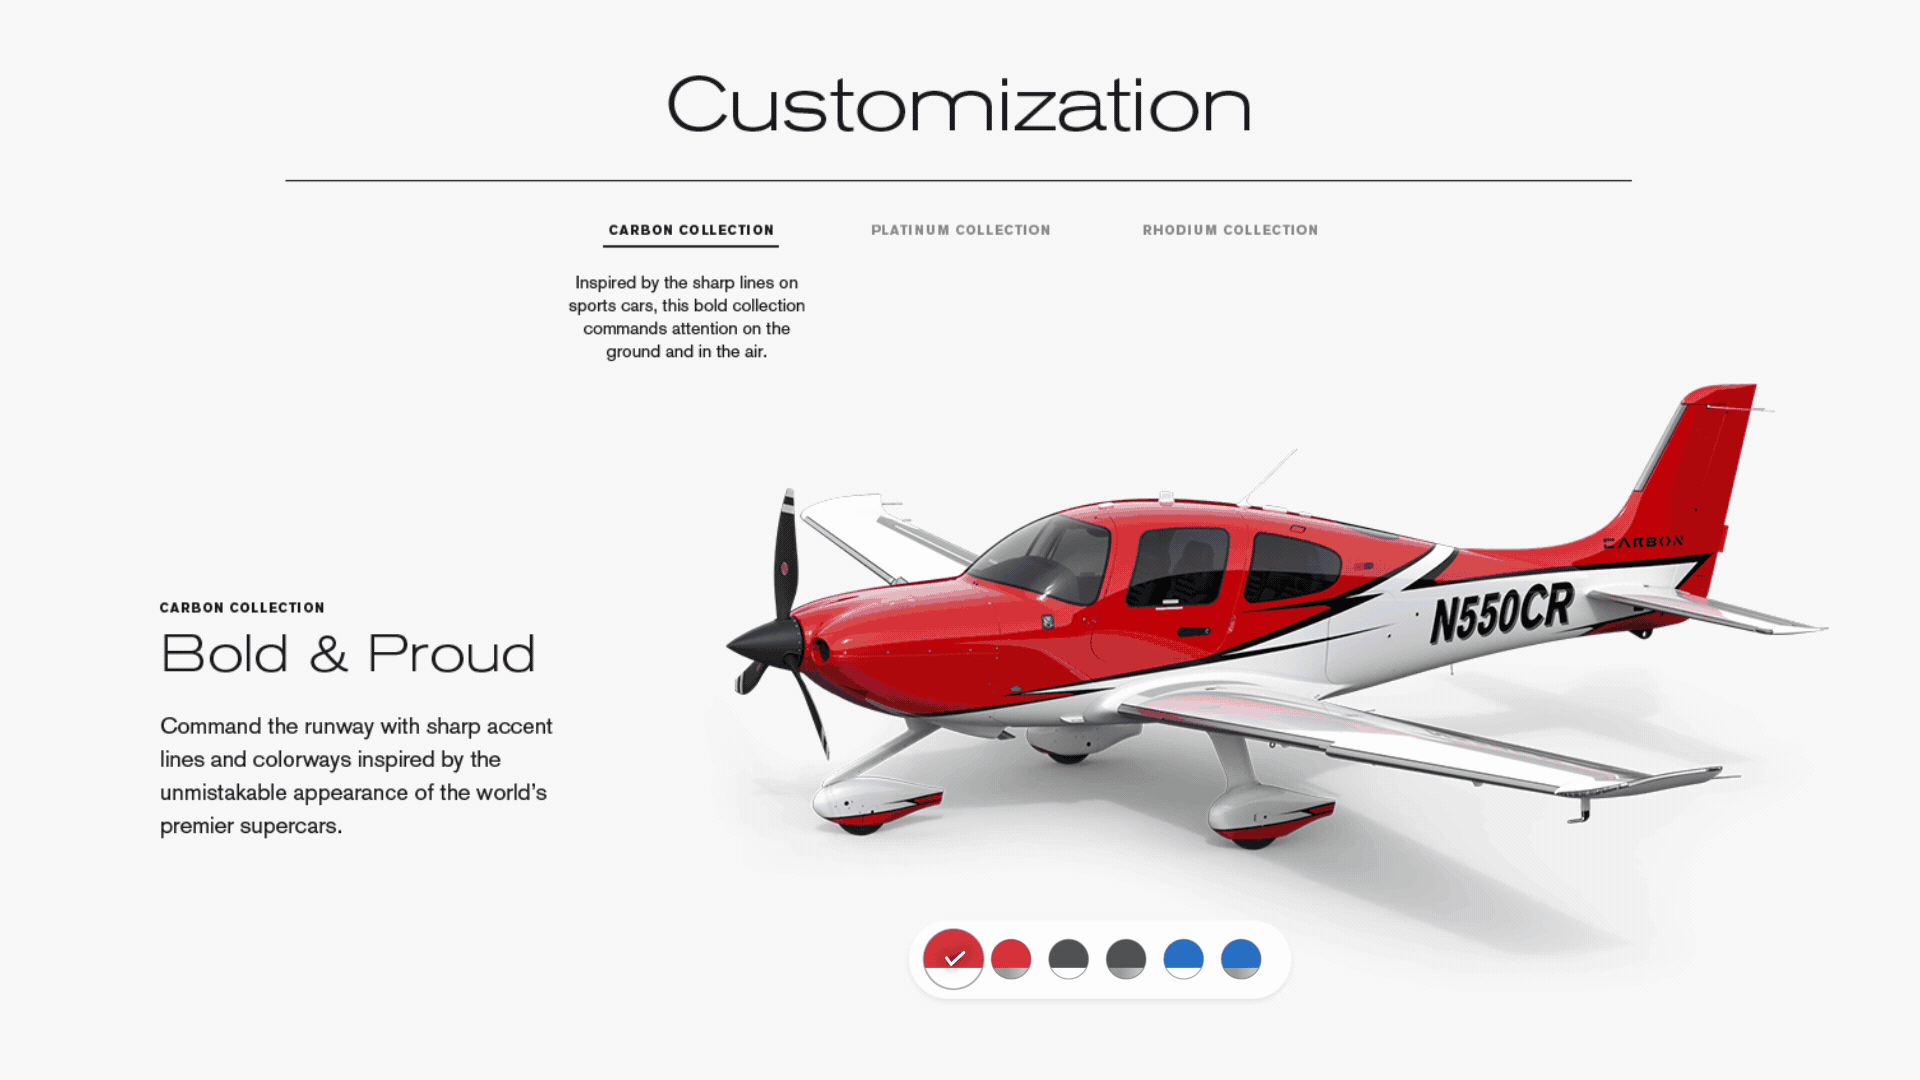 Customization
CARBON COLLECTION
PLATINUM COLLECTION
RHODIUM COLLECTION
Inspired by the sharp lines on
sports cars, this bold collection
commands attention on the
ground and in the air.
CARBON
N550CR
CARBON COLLECTION
Bold & Proud
Command the runway with sharp accent
lines and colorways inspired by the
unmistakable appearance of the world’s
premier supercars.